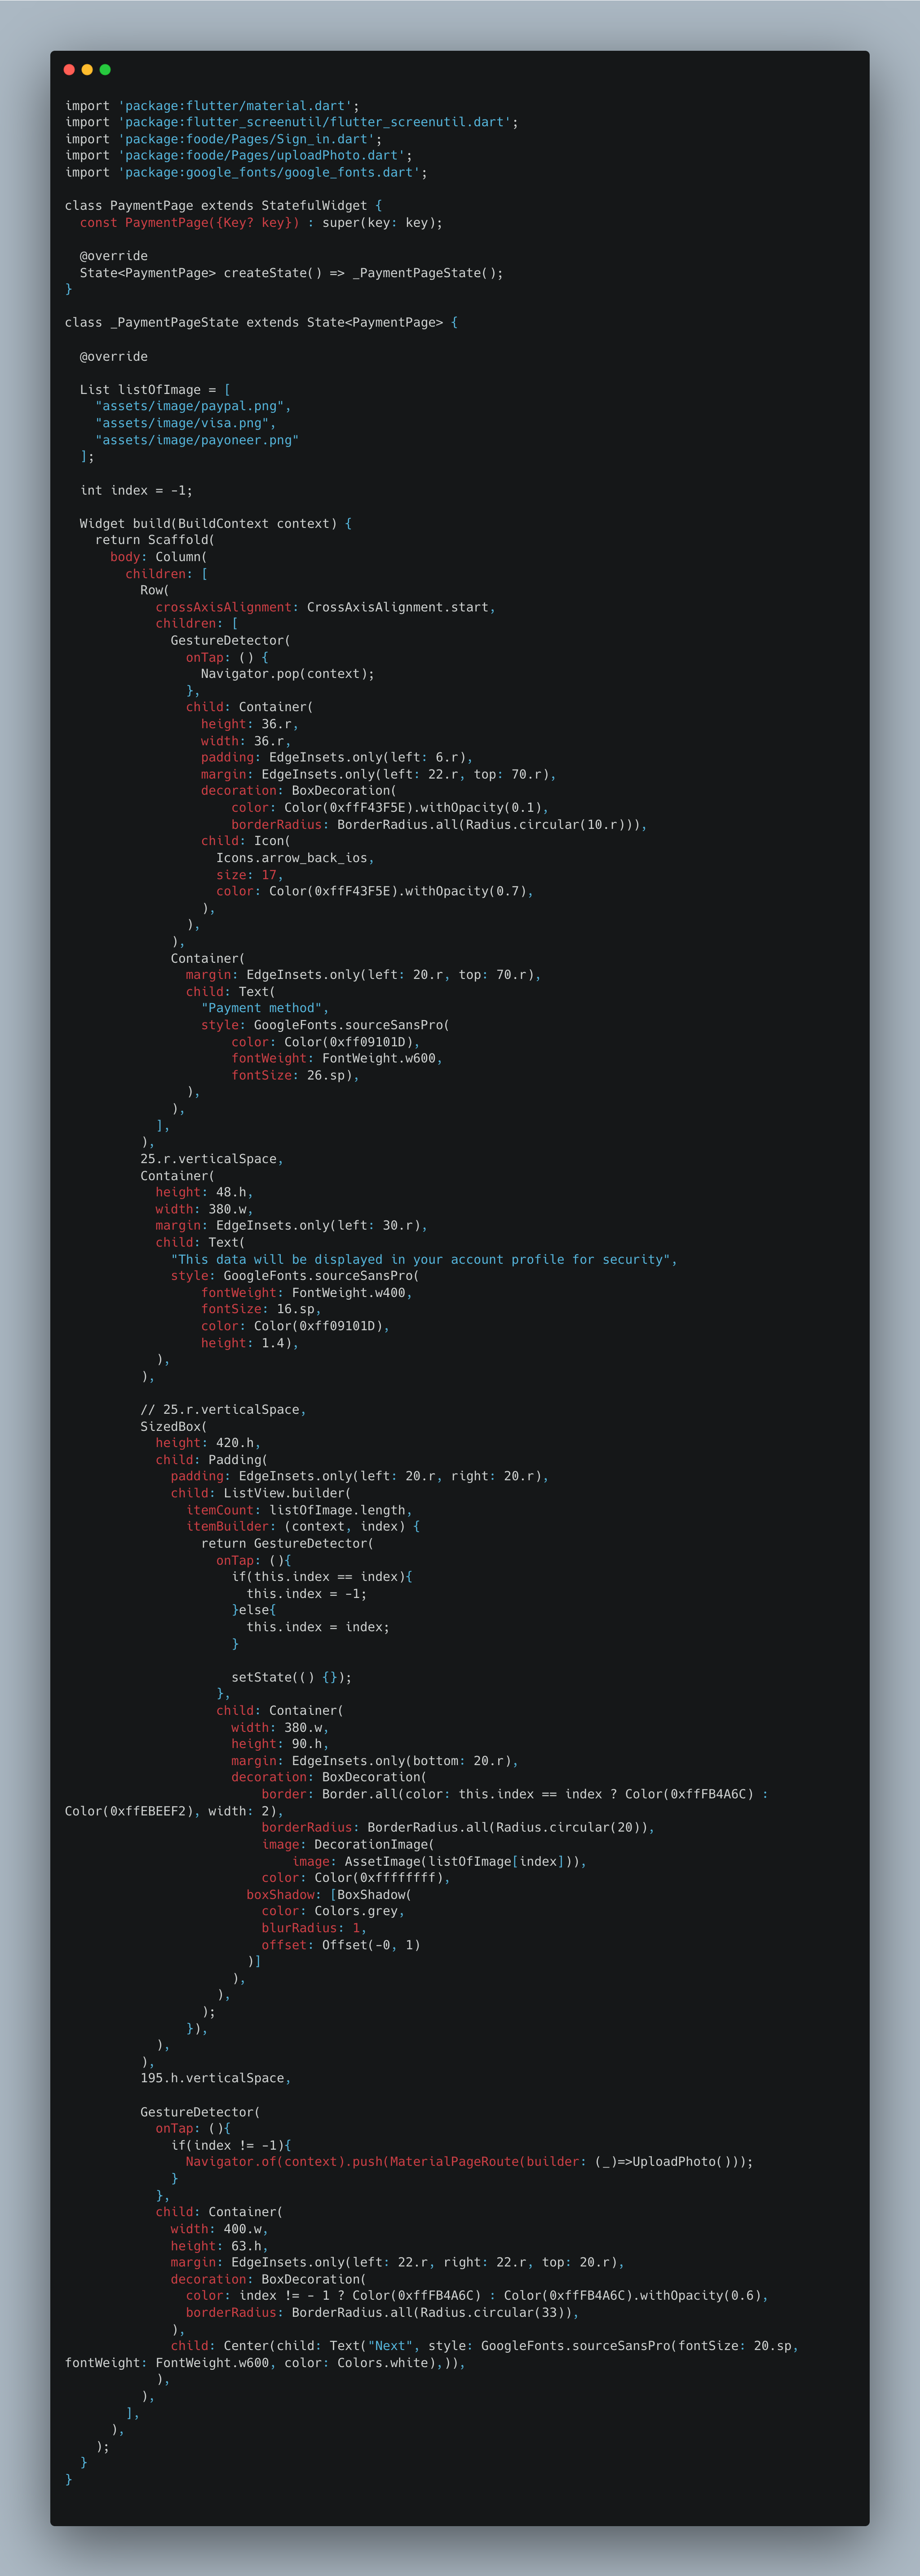 import 'package:flutter/material.dart';
import 'package:flutter_screenutil/flutter_screenutil.dart';
import 'package:foode/Pages/Sign_in.dart';
import 'package:foode/Pages/uploadPhoto.dart';
import 'package:google_fonts/google_fonts.dart';

class PaymentPage extends StatefulWidget {
  const PaymentPage({Key? key}) : super(key: key);

  @override
  State<PaymentPage> createState() => _PaymentPageState();
}

class _PaymentPageState extends State<PaymentPage> {

  @override

  List listOfImage = [
    "assets/image/paypal.png",
    "assets/image/visa.png",
    "assets/image/payoneer.png"
  ];

  int index = -1;

  Widget build(BuildContext context) {
    return Scaffold(
      body: Column(
        children: [
          Row(
            crossAxisAlignment: CrossAxisAlignment.start,
            children: [
              GestureDetector(
                onTap: () {
                  Navigator.pop(context);
                },
                child: Container(
                  height: 36.r,
                  width: 36.r,
                  padding: EdgeInsets.only(left: 6.r),
                  margin: EdgeInsets.only(left: 22.r, top: 70.r),
                  decoration: BoxDecoration(
                      color: Color(0xffF43F5E).withOpacity(0.1),
                      borderRadius: BorderRadius.all(Radius.circular(10.r))),
                  child: Icon(
                    Icons.arrow_back_ios,
                    size: 17,
                    color: Color(0xffF43F5E).withOpacity(0.7),
                  ),
                ),
              ),
              Container(
                margin: EdgeInsets.only(left: 20.r, top: 70.r),
                child: Text(
                  "Payment method",
                  style: GoogleFonts.sourceSansPro(
                      color: Color(0xff09101D),
                      fontWeight: FontWeight.w600,
                      fontSize: 26.sp),
                ),
              ),
            ],
          ),
          25.r.verticalSpace,
          Container(
            height: 48.h,
            width: 380.w,
            margin: EdgeInsets.only(left: 30.r),
            child: Text(
              "This data will be displayed in your account profile for security",
              style: GoogleFonts.sourceSansPro(
                  fontWeight: FontWeight.w400,
                  fontSize: 16.sp,
                  color: Color(0xff09101D),
                  height: 1.4),
            ),
          ),

          // 25.r.verticalSpace,
          SizedBox(
            height: 420.h,
            child: Padding(
              padding: EdgeInsets.only(left: 20.r, right: 20.r),
              child: ListView.builder(
                itemCount: listOfImage.length,
                itemBuilder: (context, index) {
                  return GestureDetector(
                    onTap: (){
                      if(this.index == index){
                        this.index = -1;
                      }else{
                        this.index = index;
                      }

                      setState(() {});
                    },
                    child: Container(
                      width: 380.w,
                      height: 90.h,
                      margin: EdgeInsets.only(bottom: 20.r),
                      decoration: BoxDecoration(
                          border: Border.all(color: this.index == index ? Color(0xffFB4A6C) :
Color(0xffEBEEF2), width: 2),
                          borderRadius: BorderRadius.all(Radius.circular(20)),
                          image: DecorationImage(
                              image: AssetImage(listOfImage[index])),
                          color: Color(0xffffffff),
                        boxShadow: [BoxShadow(
                          color: Colors.grey,
                          blurRadius: 1,
                          offset: Offset(-0, 1)
                        )]
                      ),
                    ),
                  );
                }),
            ),
          ),
          195.h.verticalSpace,

          GestureDetector(
            onTap: (){
              if(index != -1){
                Navigator.of(context).push(MaterialPageRoute(builder: (_)=>UploadPhoto()));
              }
            },
            child: Container(
              width: 400.w,
              height: 63.h,
              margin: EdgeInsets.only(left: 22.r, right: 22.r, top: 20.r),
              decoration: BoxDecoration(
                color: index != - 1 ? Color(0xffFB4A6C) : Color(0xffFB4A6C).withOpacity(0.6),
                borderRadius: BorderRadius.all(Radius.circular(33)),
              ),
              child: Center(child: Text("Next", style: GoogleFonts.sourceSansPro(fontSize: 20.sp,
fontWeight: FontWeight.w600, color: Colors.white),)),
            ),
          ),
        ],
      ),
    );
  }
}